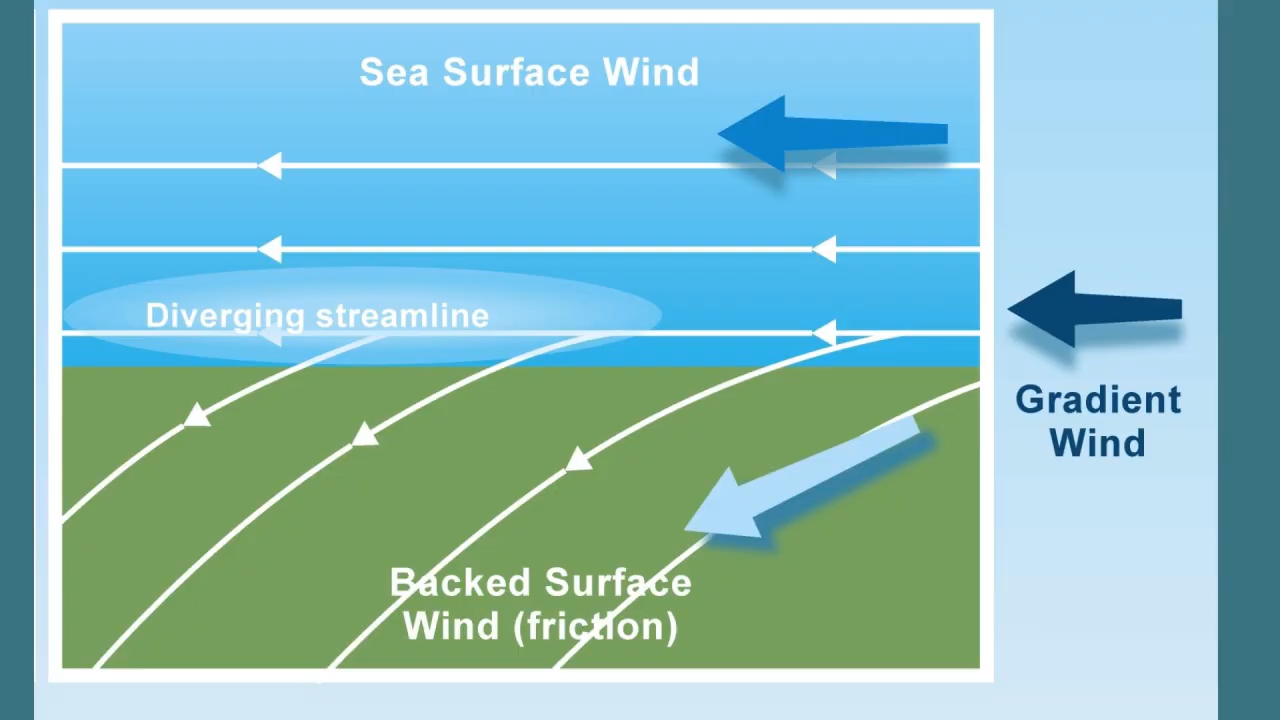 Sea Surface Wind
Diverging streamline
Gradient
Wind
Backed Surface
Wind (friction)